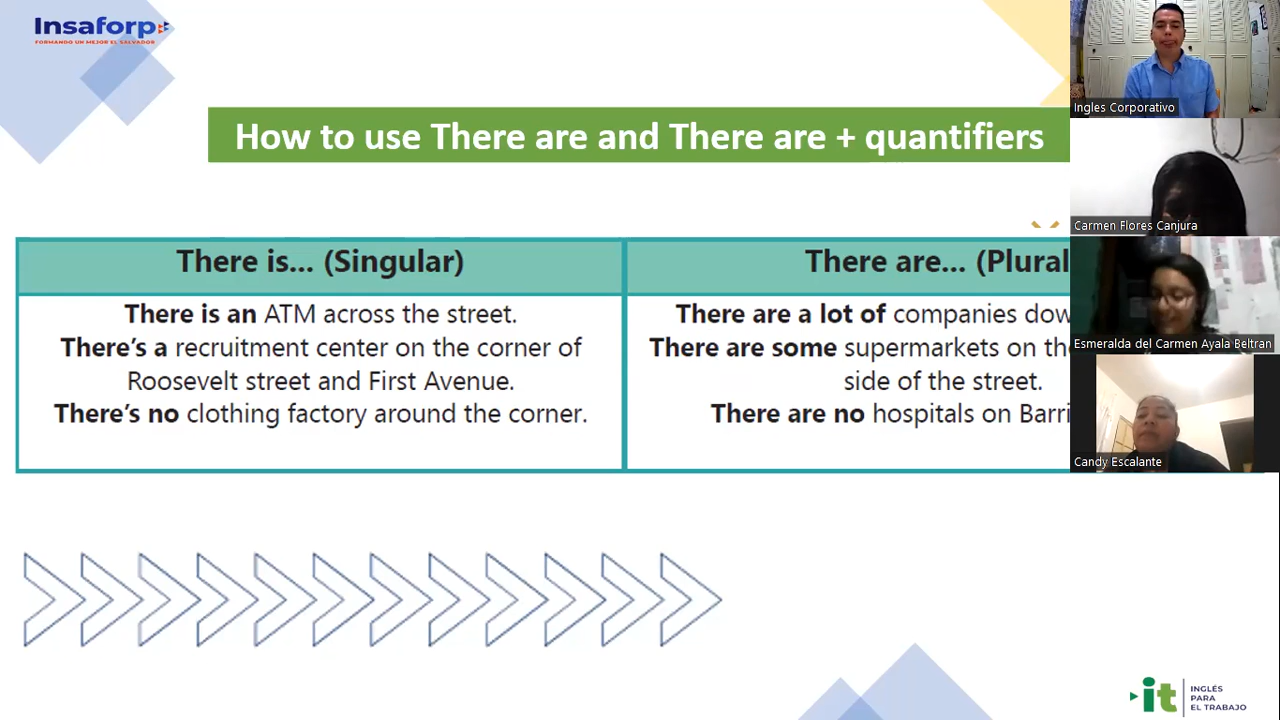 Insaforp
FORMANDO UN MEJOR EL SALVADOR
How to use There are and There are + quantifiers
There is... (Singular)
There is an ATM across the street.
There's a recruitment center on the corner of
Roosevelt street and First Avenue.
There's no clothing factory around the corner.
There are... (Plural
There are a lot of companies dow
There are some supermarkets on th
side of the street.
There are no hospitals on Barri
Ingles Corporativo
Carmen Flores Canjura
Esmeralda del Carmen Ayala Beltran
Candy Escalante
it
INGLÉS
PARA
EL TRABAJO